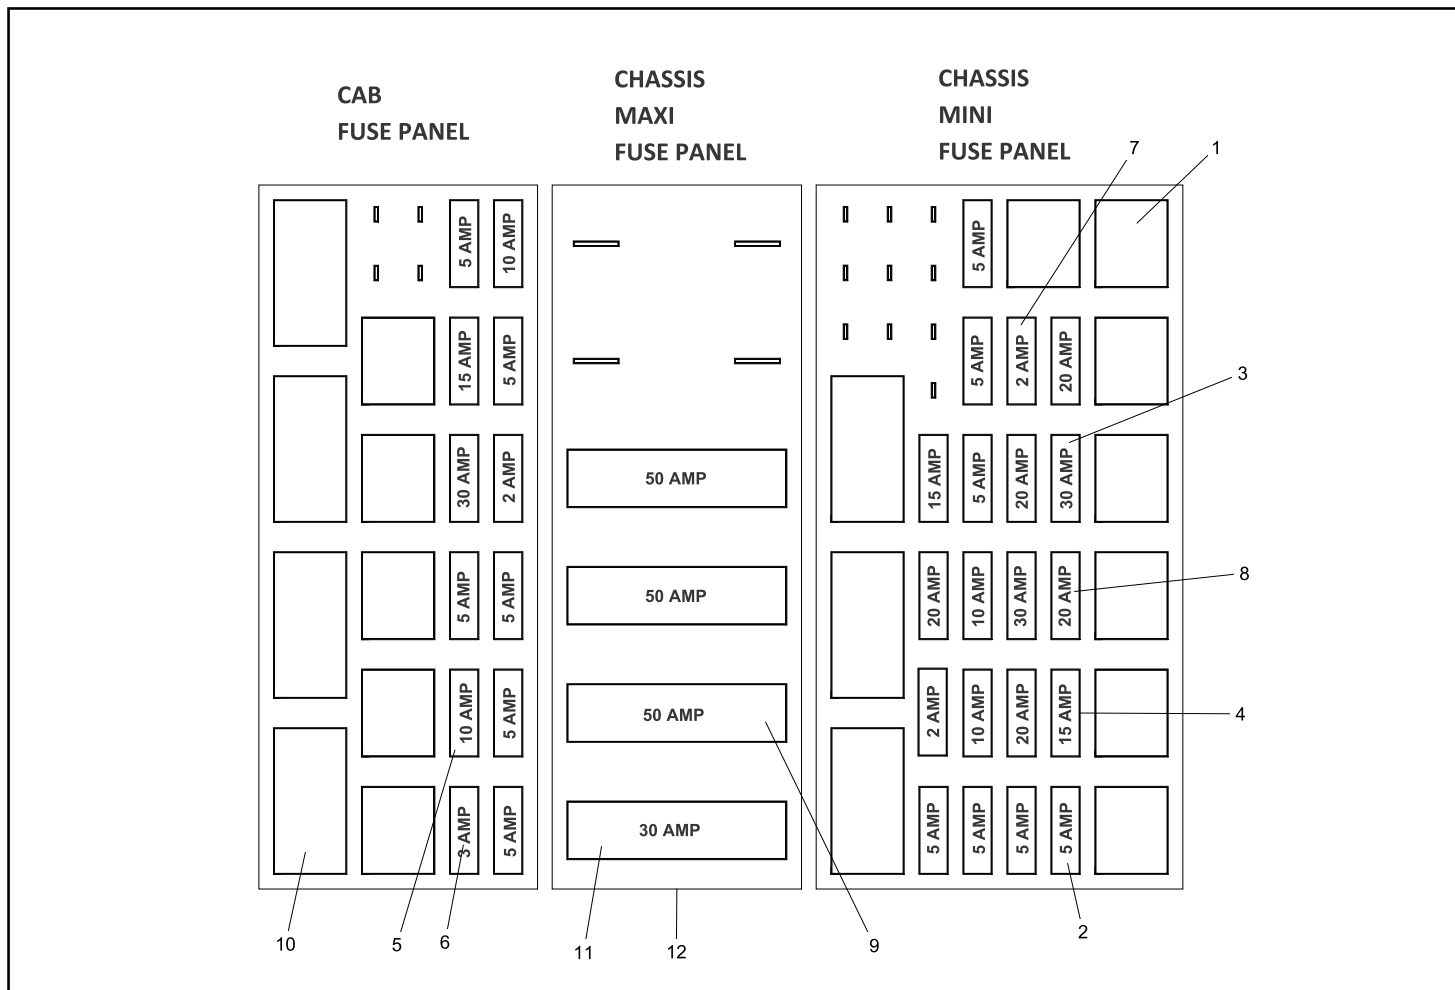 CAB
FUSE PANEL
CHASSIS
MAXI
FUSE PANEL
CHASSIS
MINI
FUSE PANEL
7
1
5 AMP
10 AMP
15 AMP
5 AMP
30 AMP
2 AMP
5 AMP
5 AMP
10 AMP
5 AMP
3 AMP
5 AMP
50 AMP
50 AMP
50 AMP
30 AMP
5 AMP
5 AMP
2 AMP
20 AMP
15 AMP
5 AMP
20 AMP
30 AMP
20 AMP
10 AMP
30 AMP
20 AMP
2 AMP
10 AMP
20 AMP
15 AMP
5 AMP
5 AMP
5 AMP
5 AMP
3
8
4
10
5
6
11
12
9
2